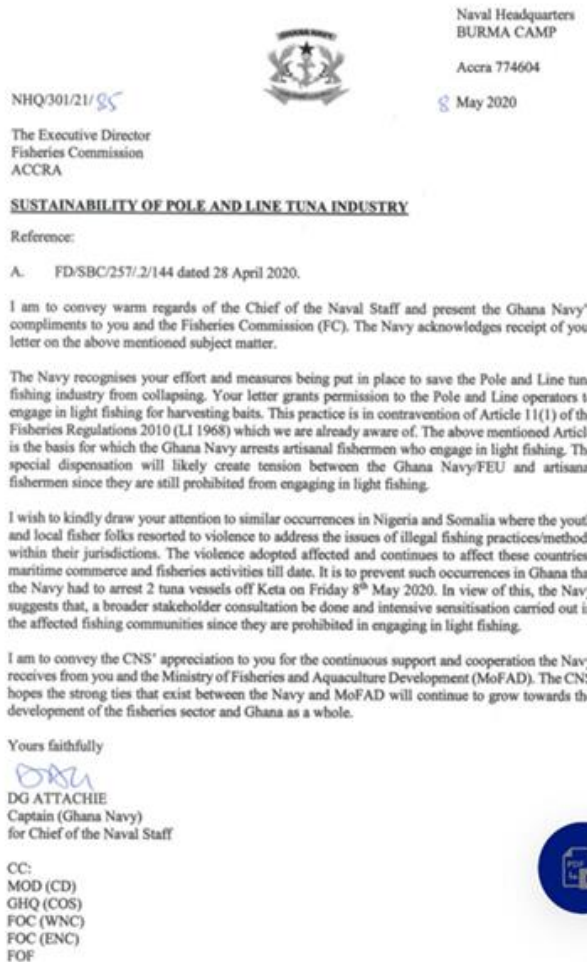 Naval Headquarters
BURMA CAMP
GHANA NAVY
Accra 774604
NHQ/301/21/85
8 May 2020
The Executive Director
Fisheries Commission
ACCRA
SUSTAINABILITY OF POLE AND LINE TUNA INDUSTRY
Reference:
A. FD/SBC/257/.2/144 dated 28 April 2020.
I am to convey warm regards of the Chief of the Naval Staff and present the Ghana Navy'
compliments to you and the Fisheries Commission (FC). The Navy acknowledges receipt of you
letter on the above mentioned subject matter.
The Navy recognises your effort and measures being put in place to save the Pole and Line tun
fishing industry from collapsing. Your letter grants permission to the Pole and Line operators t
engage in light fishing for harvesting baits. This practice is in contravention of Article 11(1) of th
Fisheries Regulations 2010 (LI 1968) which we are already aware of. The above mentioned Articl
is the basis for which the Ghana Navy arrests artisanal fishermen who engage in light fishing. Th
special dispensation will likely create tension between the Ghana Navy/FEU and artisana
fishermen since they are still prohibited from engaging in light fishing.
I wish to kindly draw your attention to similar occurrences in Nigeria and Somalia where the yout
and local fisher folks resorted to violence to address the issues of illegal fishing practices/method
within their jurisdictions. The violence adopted affected and continues to affect these countries
maritime commerce and fisheries activities till date. It is to prevent such occurrences in Ghana tha
the Navy had to arrest 2 tuna vessels off Keta on Friday 8th May 2020. In view of this, the Navy
suggests that, a broader stakeholder consultation be done and intensive sensitisation carried out i
the affected fishing communities since they are prohibited in engaging in light fishing.
I am to convey the CNS' appreciation to you for the continuous support and cooperation the Navy
receives from you and the Ministry of Fisheries and Aquaculture Development (MoFAD). The CNS
hopes the strong ties that exist between the Navy and MoFAD will continue to grow towards the
development of the fisheries sector and Ghana as a whole.
Yours faithfully
DG ATTACHIE
Captain (Ghana Navy)
for Chief of the Naval Staff
CC:
MOD (CD)
GHQ (COS)
FOC (WNC)
FOC (ENC)
FOF
PDF